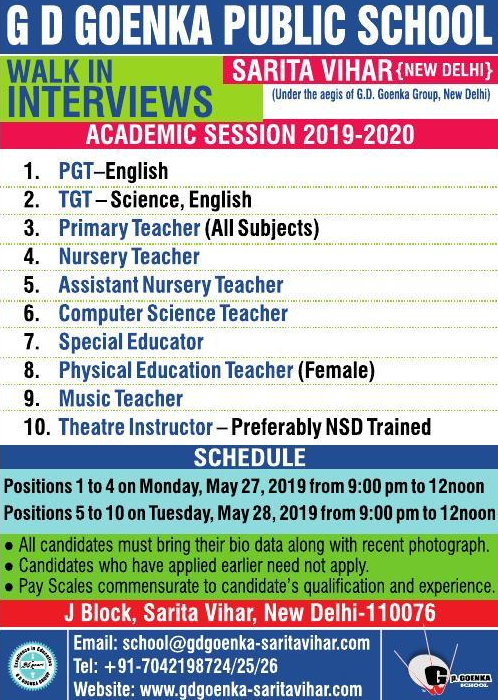 G D GOENKA PUBLIC SCHOOL
WALK IN
INTERVIEWS
SARITA VIHAR {NEW DELHI}
(Under the aegis of G.D. Goenka Group, New Delhi)
ACADEMIC SESSION 2019-2020
1. PGT–English
2. TGT – Science, English
3. Primary Teacher (All Subjects)
4. Nursery Teacher
5. Assistant Nursery Teacher
6. Computer Science Teacher
7. Special Educator
8. Physical Education Teacher (Female)
9. Music Teacher
10. Theatre Instructor – Preferably NSD Trained
SCHEDULE
Positions 1 to 4 on Monday, May 27, 2019 from 9:00 pm to 12noon
Positions 5 to 10 on Tuesday, May 28, 2019 from 9:00 pm to 12noon
● All candidates must bring their bio data along with recent photograph.
● Candidates who have applied earlier need not apply.
● Pay Scales commensurate to candidate's qualification and experience.
J Block, Sarita Vihar, New Delhi-110076
Email: school@gdgoenka-saritavihar.com
Tel: +91-7042198724/25/26
Website: www.gdgoenka-saritavihar.com
Excellence in Education
G D GOENKA GROUP
GOENKA
SCHOOL